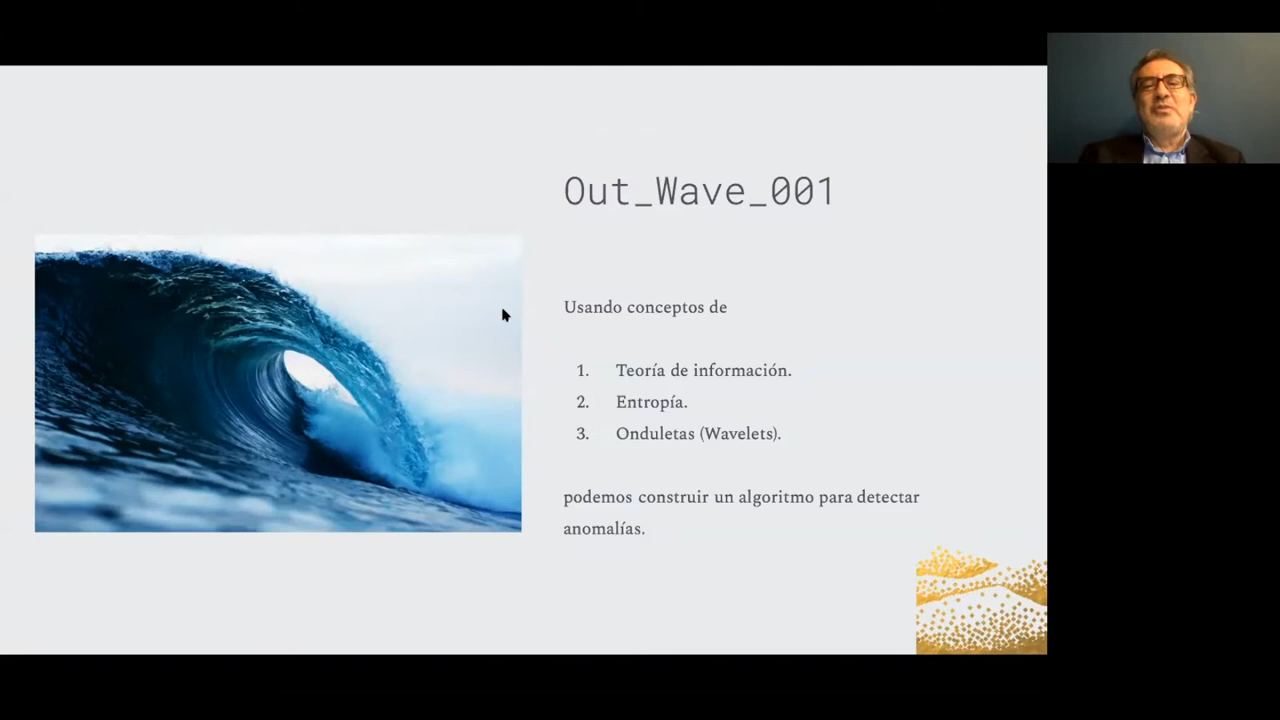 Out_Wave_001
Usando conceptos de
1. Teoría de información.
2. Entropía.
3. Onduletas (Wavelets).
podemos construir un algoritmo para detectar
anomalías.